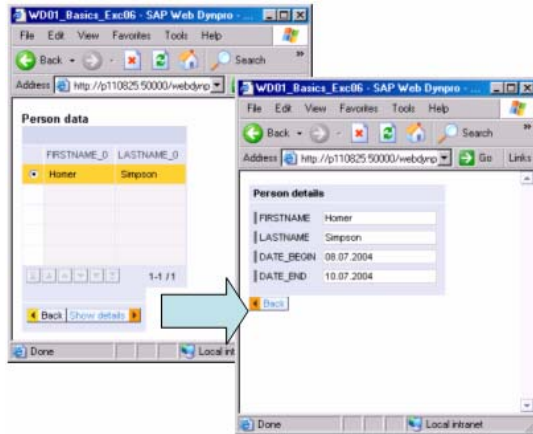 WD01_Basics_Exc06 - SAP Web Dynpro - ...
File Edit View Favorites Tools Help
Back Search »
Address http://p110825:50000/webdynp
Person data
FIRSTNAME_0 LASTNAME_0
Homer Simpson
1-1 /1
Back Show details
Done Local int
WD01_Basics_Exc06 - SAP Web Dynpro - ...
File Edit View Favorites Tools Help
Back Search »
Address http://p110825:50000/webdynp Go Links
Person details
FIRSTNAME Homer
LASTNAME Simpson
DATE_BEGIN 08.07.2004
DATE_END 10.07.2004
Back
Done Local intranet